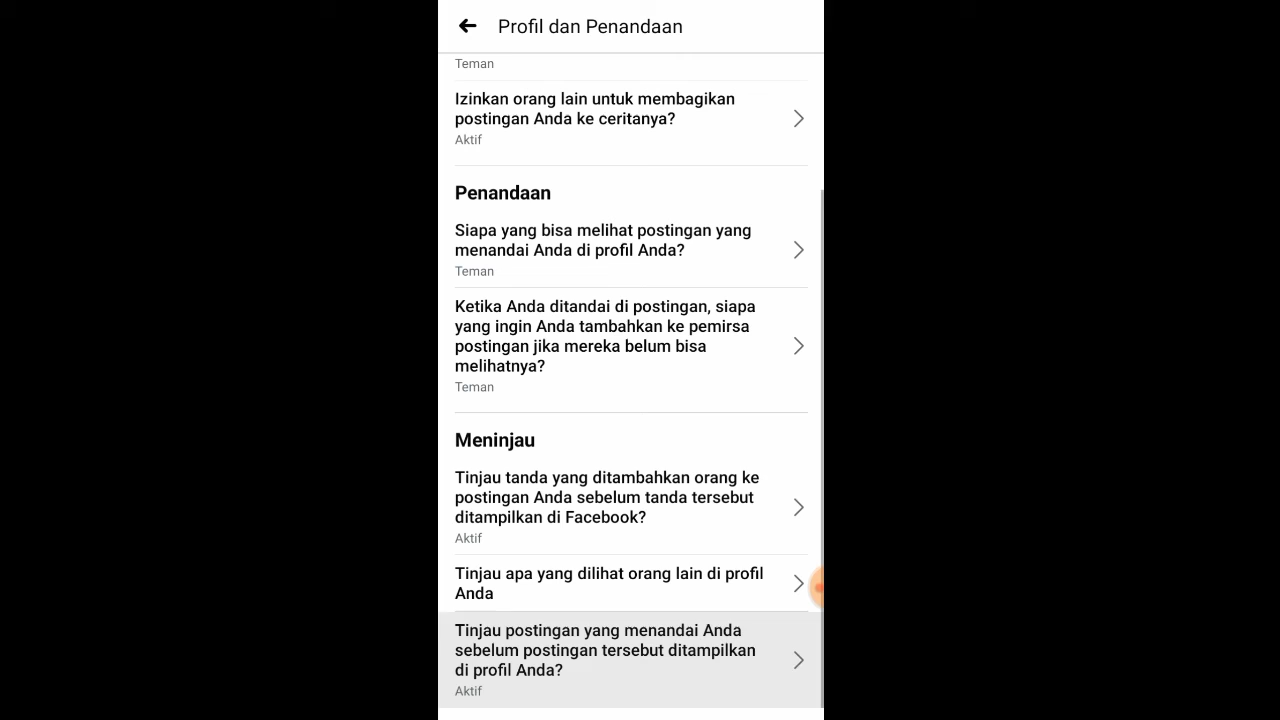 Profil dan Penandaan
Teman
Izinkan orang lain untuk membagikan
postingan Anda ke ceritanya?
Aktif
Penandaan
Siapa yang bisa melihat postingan yang
menandai Anda di profil Anda?
Teman
Ketika Anda ditandai di postingan, siapa
yang ingin Anda tambahkan ke pemirsa
postingan jika mereka belum bisa
melihatnya?
Teman
Meninjau
Tinjau tanda yang ditambahkan orang ke
postingan Anda sebelum tanda tersebut
ditampilkan di Facebook?
Aktif
Tinjau apa yang dilihat orang lain di profil
Anda
Tinjau postingan yang menandai Anda
sebelum postingan tersebut ditampilkan
di profil Anda?
Aktif